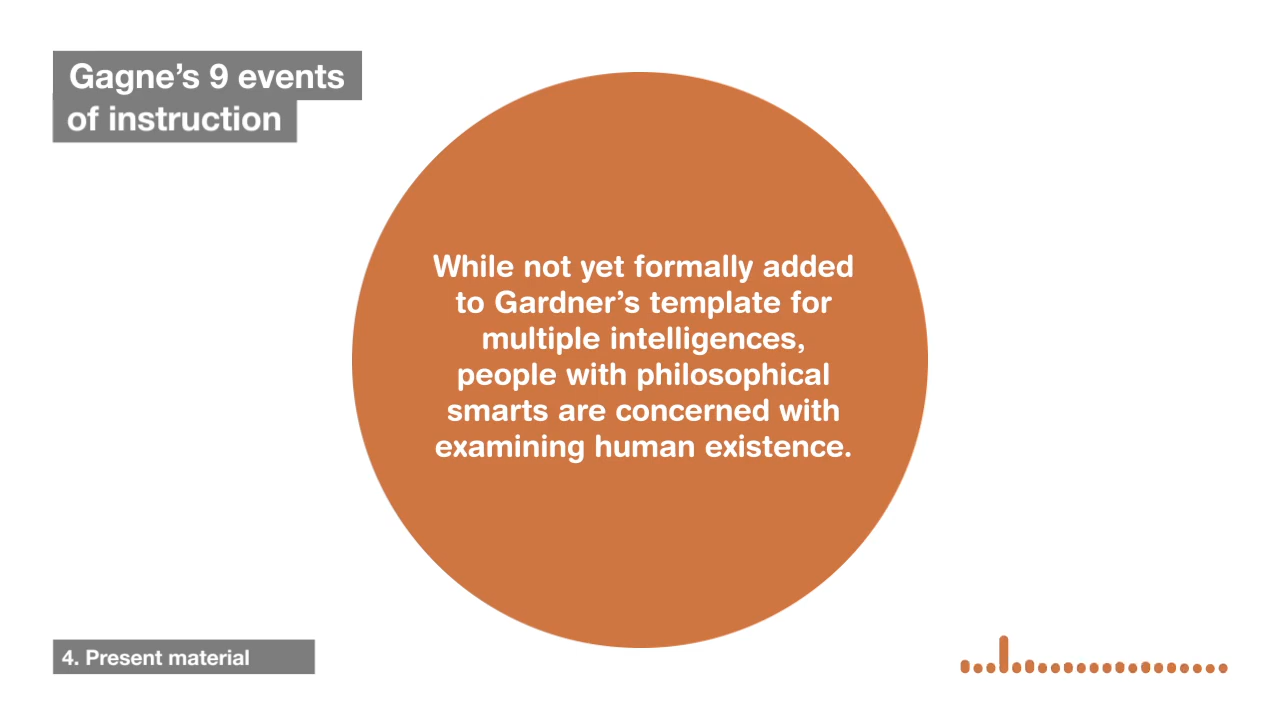 Gagne’s 9 events
of instruction
While not yet formally added
to Gardner’s template for
multiple intelligences,
people with philosophical
smarts are concerned with
examining human existence.
4. Present material